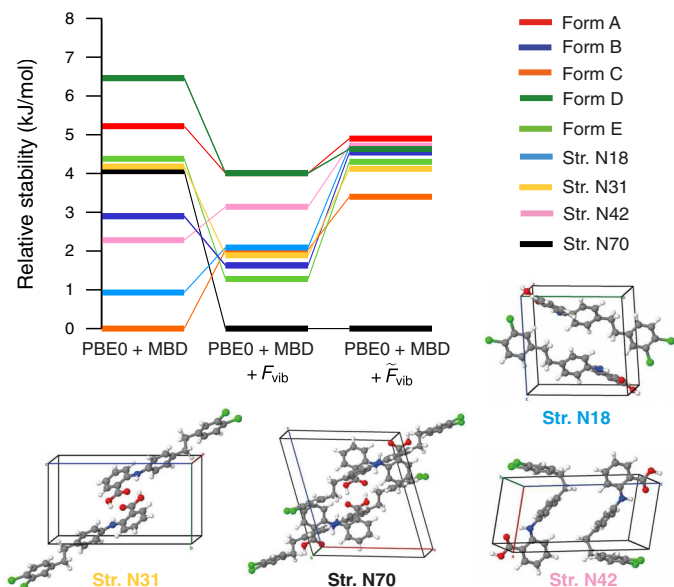 8
7
6
5
4
3
2
1
0
Relative stability (kJ/mol)
PBE0 + MBD
PBE0 + MBD
+ Fvib
PBE0 + MBD
+ F̃vib
Form A
Form B
Form C
Form D
Form E
Str. N18
Str. N31
Str. N42
Str. N70
Str. N18
Str. N31
Str. N70
Str. N42